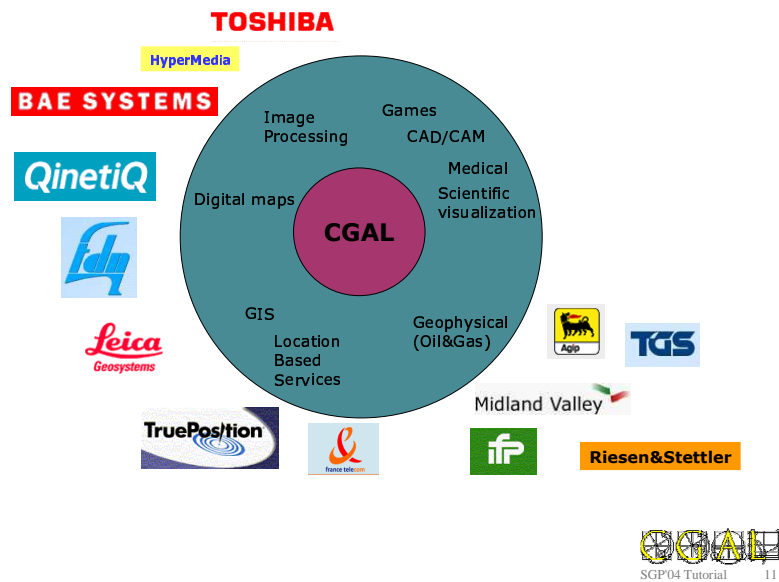 TOSHIBA
HyperMedia
BAE SYSTEMS
Games
Image
Processing
CAD/CAM
QinetiQ
Medical
Digital maps
Scientific
visualization
CGAL
Leica
Geosystems
GIS
Location
Based
Services
Geophysical
(Oil&Gas)
Agip
TGS
Midland Valley
TruePosition
france telecom
ifp
Riesen&Stettler
CGAL
SGP'04 Tutorial 11